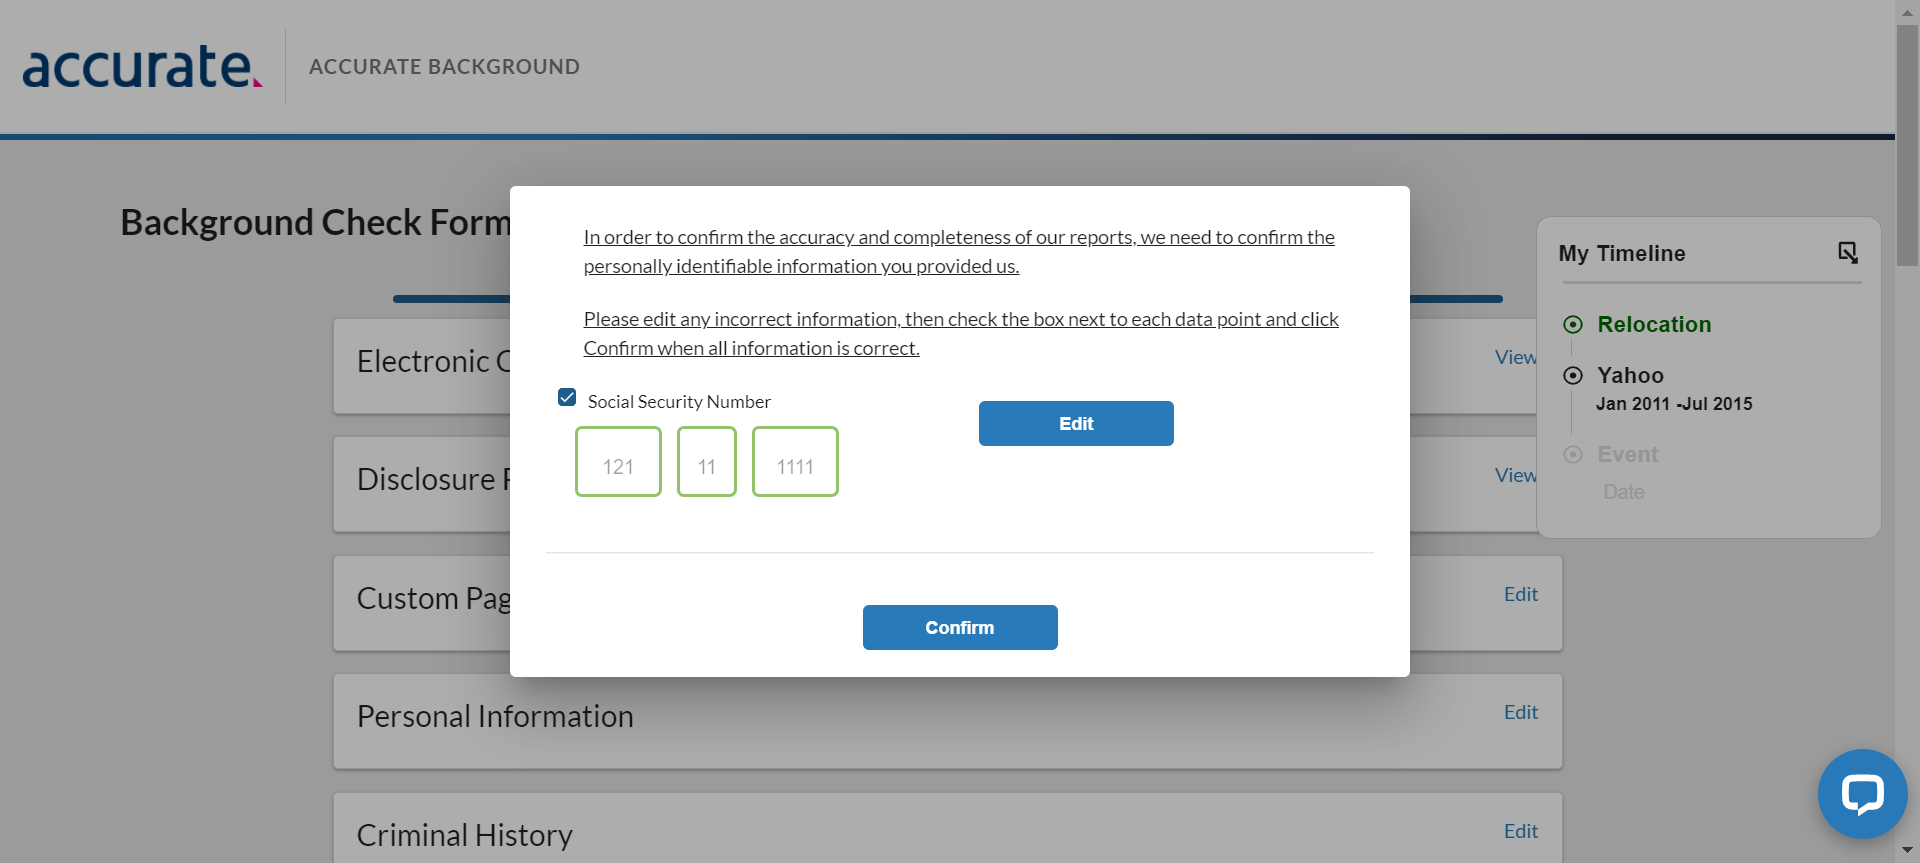 accurate.
ACCURATE BACKGROUND
Background Check Form
In order to confirm the accuracy and completeness of our reports, we need to confirm the
personally identifiable information you provided us.
Please edit any incorrect information, then check the box next to each data point and click
Confirm when all information is correct.
Social Security Number
121 11 1111
Edit
Confirm
Electronic
View
Disclosure
View
Custom Pag
Edit
Personal Information
Edit
Criminal History
Edit
My Timeline
Relocation
Yahoo
Jan 2011 -Jul 2015
Event
Date